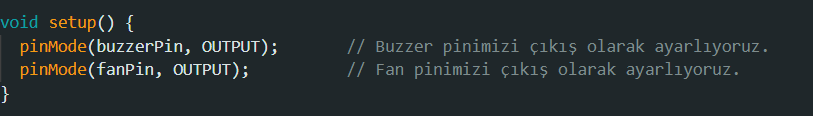 void setup() {
  pinMode(buzzerPin, OUTPUT);       // Buzzer pinimizi çıkış olarak ayarlıyoruz.
  pinMode(fanPin, OUTPUT);          // Fan pinimizi çıkış olarak ayarlıyoruz.
}